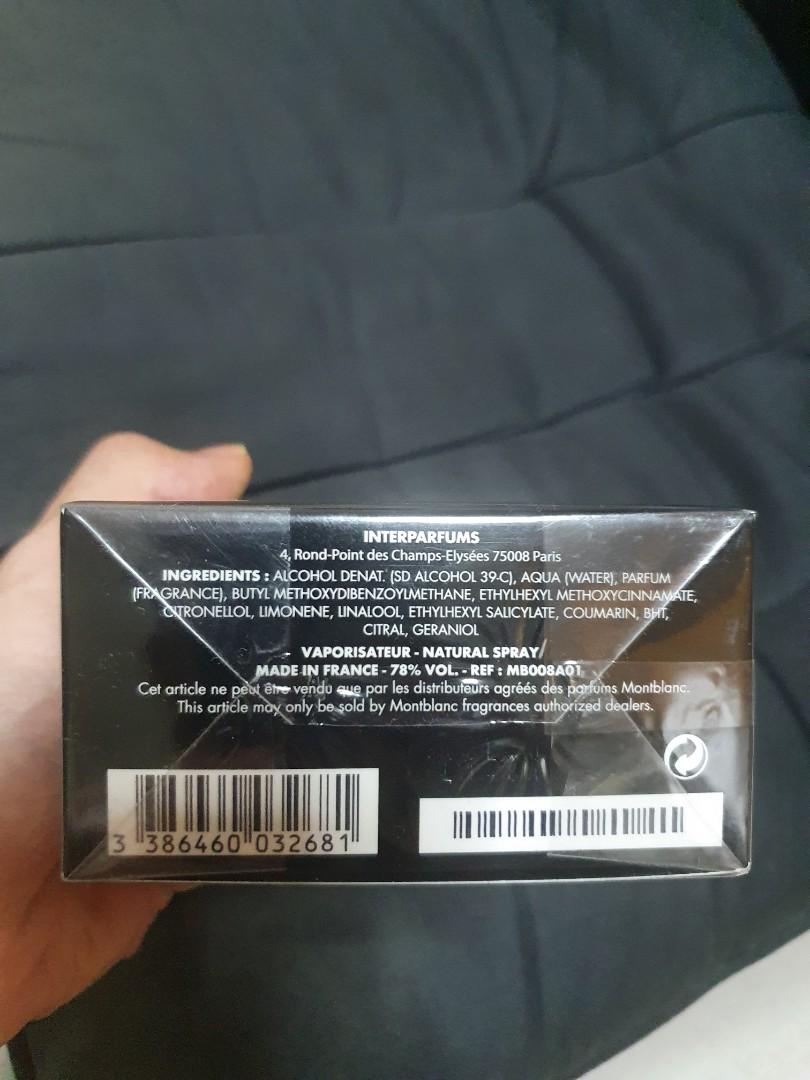 INTERPARFUMS
4, Rond-Point des Champs-Elysées 75008 Paris
INGREDIENTS : ALCOHOL DENAT. (SD ALCOHOL 39-C), AQUA (WATER), PARFUM
(FRAGRANCE), BUTYL METHOXYDIBENZOYLMETHANE, ETHYLHEXYL METHOXYCINNAMATE,
CITRONELLOL, LIMONENE, LINALOOL, ETHYLHEXYL SALICYLATE, COUMARIN, BHT,
CITRAL, GERANIOL
- VAPORISATEUR - NATURAL SPRAY
MADE IN FRANCE - 78% VOL. - REF : MB008A01
Cet article ne peut être vendu que par les distributeurs agréés des parfums Montblanc.
This article may only be sold by Montblanc fragrances authorized dealers.
3 386460 032681